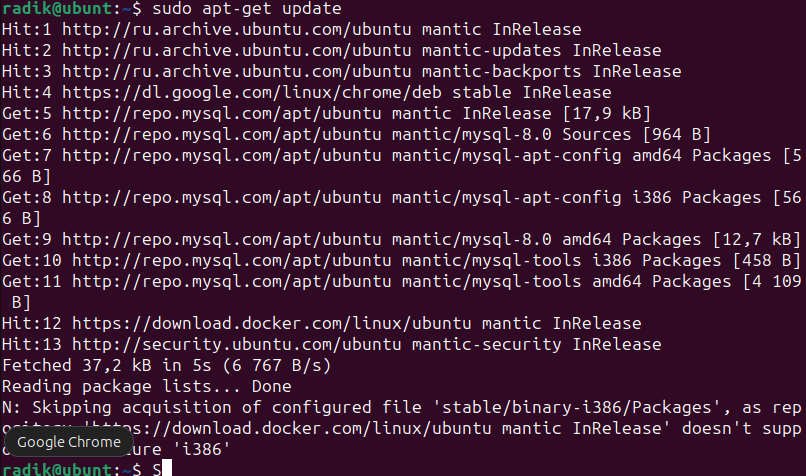 radik@ubunt:~$ sudo apt-get update
Hit:1 http://ru.archive.ubuntu.com/ubuntu mantic InRelease
Hit:2 http://ru.archive.ubuntu.com/ubuntu mantic-updates InRelease
Hit:3 http://ru.archive.ubuntu.com/ubuntu mantic-backports InRelease
Hit:4 https://dl.google.com/linux/chrome/deb stable InRelease
Get:5 http://repo.mysql.com/apt/ubuntu mantic InRelease [17,9 kB]
Get:6 http://repo.mysql.com/apt/ubuntu mantic/mysql-8.0 Sources [964 B]
Get:7 http://repo.mysql.com/apt/ubuntu mantic/mysql-apt-config amd64 Packages [5
66 B]
Get:8 http://repo.mysql.com/apt/ubuntu mantic/mysql-apt-config i386 Packages [56
6 B]
Get:9 http://repo.mysql.com/apt/ubuntu mantic/mysql-8.0 amd64 Packages [12,7 kB]
Get:10 http://repo.mysql.com/apt/ubuntu mantic/mysql-tools i386 Packages [458 B]
Get:11 http://repo.mysql.com/apt/ubuntu mantic/mysql-tools amd64 Packages [4 109
 B]
Hit:12 https://download.docker.com/linux/ubuntu mantic InRelease
Hit:13 http://security.ubuntu.com/ubuntu mantic-security InRelease
Fetched 37,2 kB in 5s (6 767 B/s)
Reading package lists... Done
N: Skipping acquisition of configured file 'stable/binary-i386/Packages', as rep
ository 'https://download.docker.com/linux/ubuntu mantic InRelease' doesn't supp
Google Chrome
ture 'i386'
radik@ubunt:~$ S